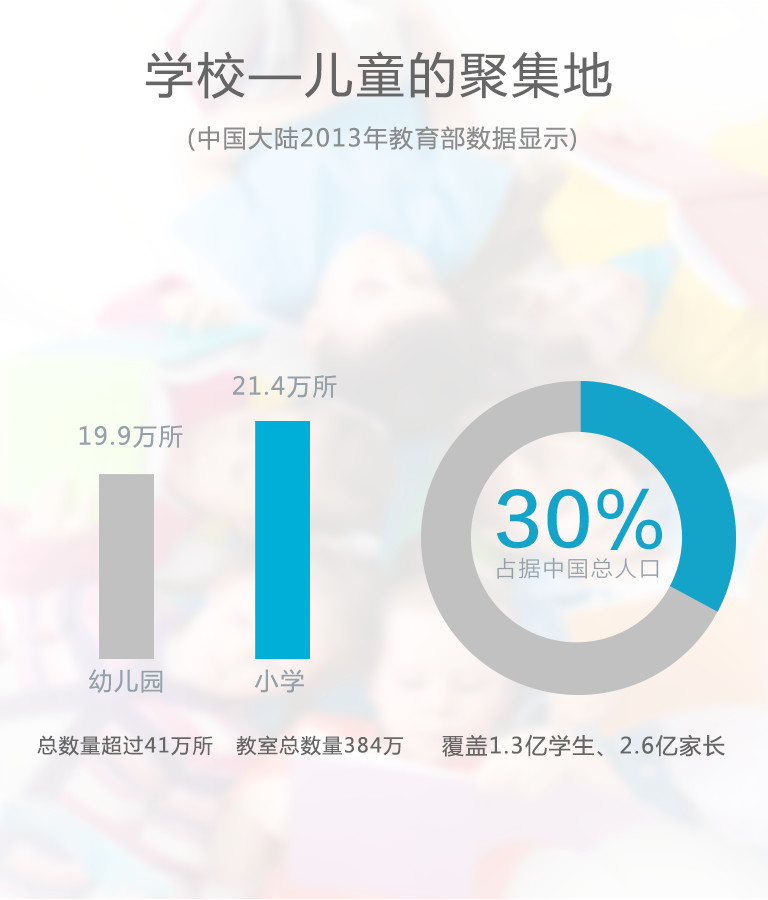 学校—儿童的聚集地
(中国大陆2013年教育部数据显示)
21.4万所
19.9万所
30%
占据中国总人口
幼儿园
小学
总数量超过41万所
教室总数量384万
覆盖1.3亿学生、2.6亿家长